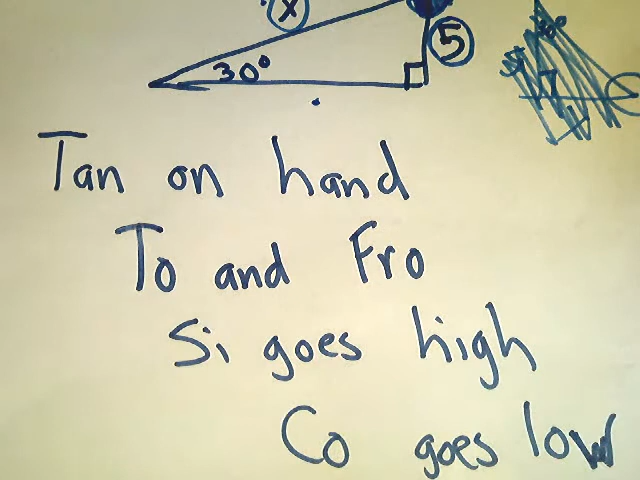 x
5
30°
Tan on hand
To and Fro
Si goes high
Co goes low